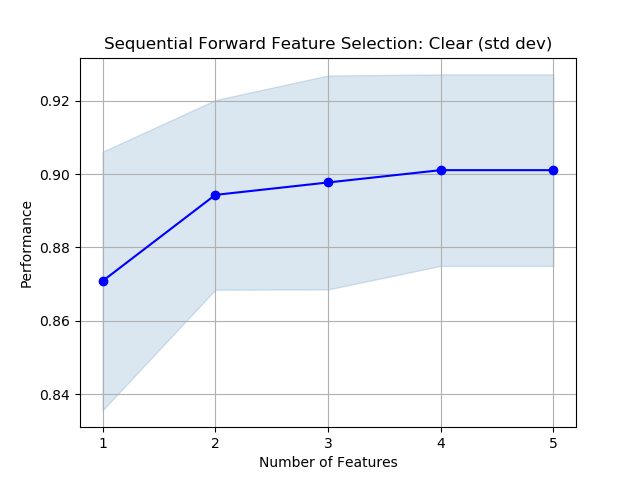 Sequential Forward Feature Selection: Clear (std dev)
0.92
0.90
0.88
0.86
0.84
Performance
1 2 3 4 5
Number of Features